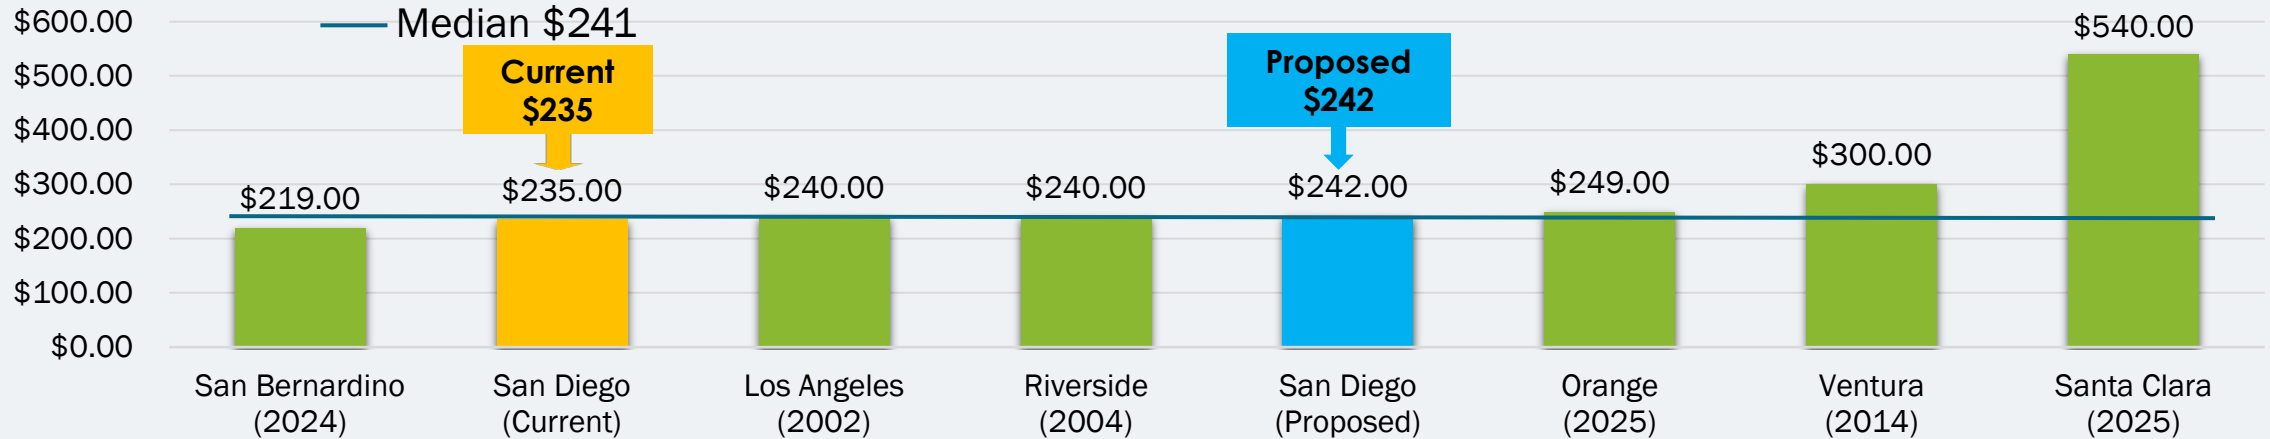 $600.00
$500.00
$400.00
$300.00
$200.00
$100.00
$0.00
Median $241
Current
$235
Proposed
$242
$219.00
$235.00
$240.00
$240.00
$242.00
$249.00
$300.00
$540.00
San Bernardino
(2024)
San Diego
(Current)
Los Angeles
(2002)
Riverside
(2004)
San Diego
(Proposed)
Orange
(2025)
Ventura
(2014)
Santa Clara
(2025)